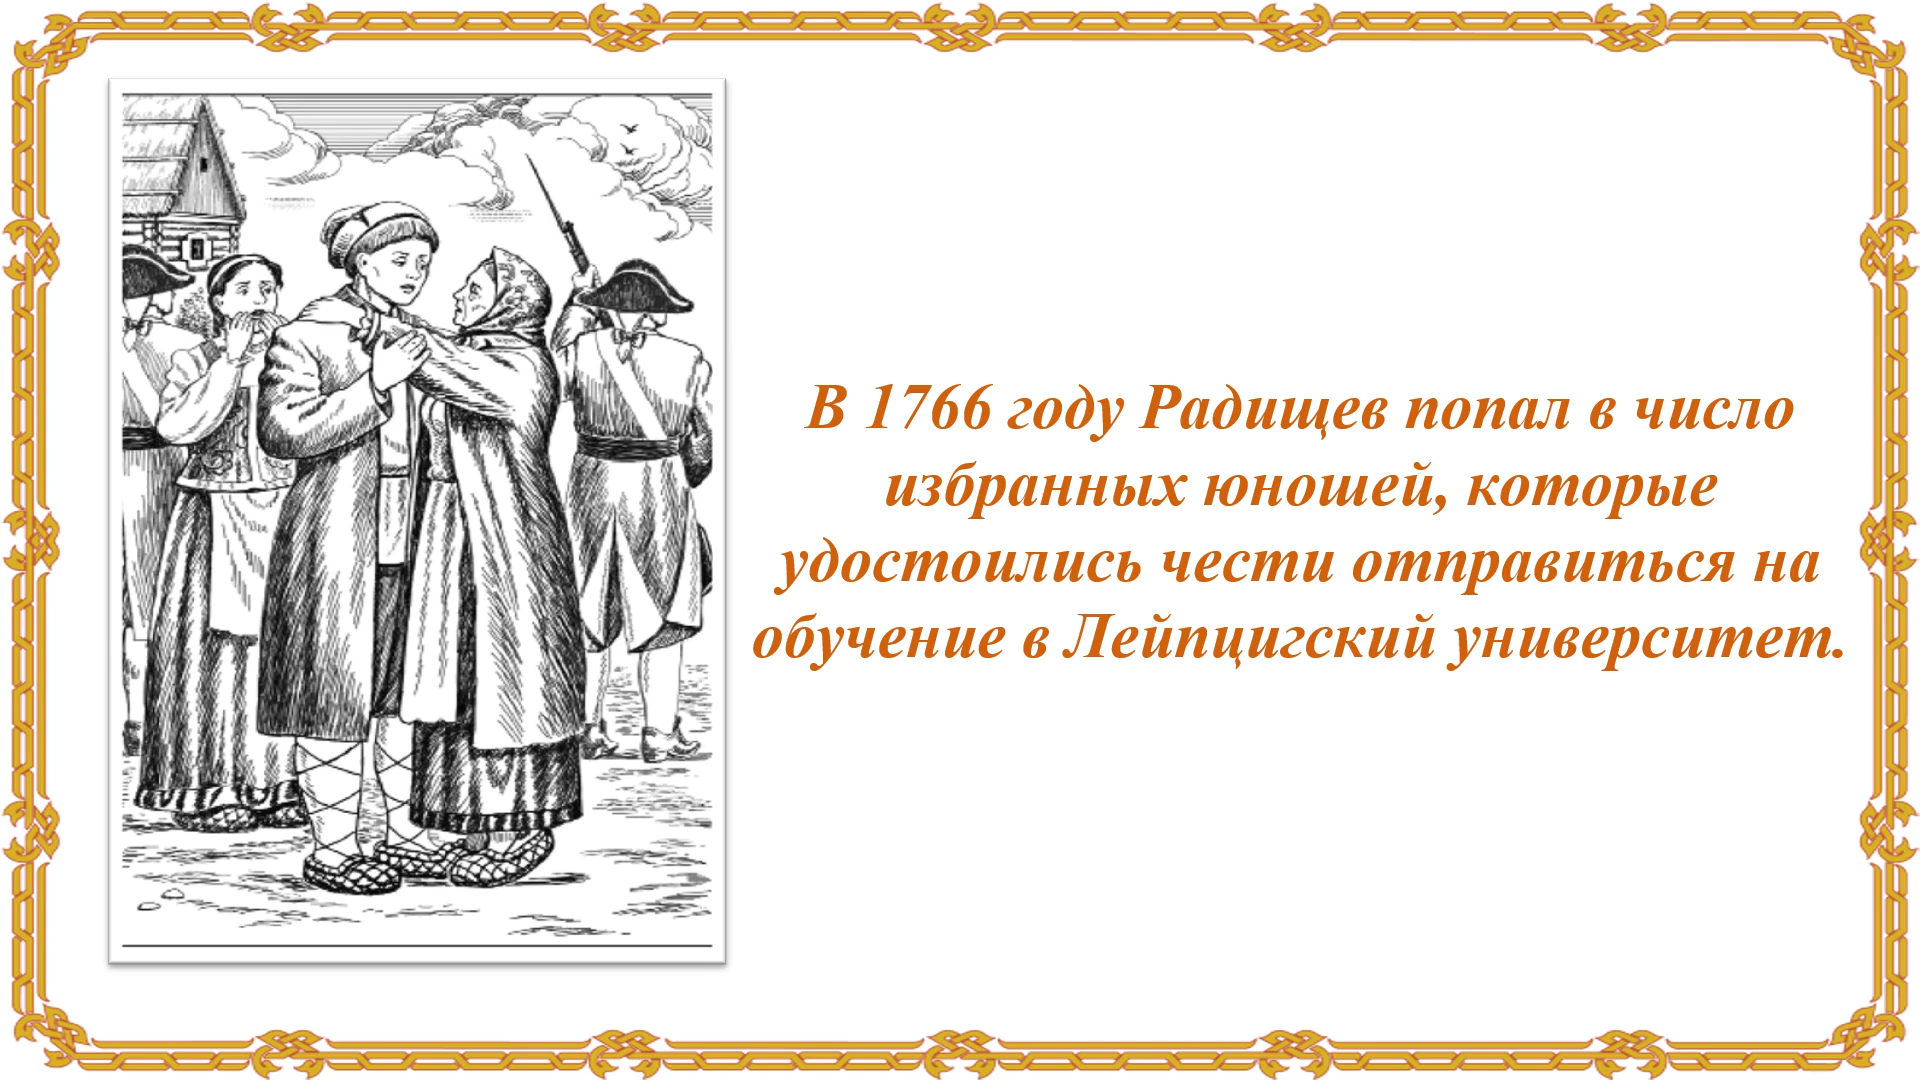 В 1766 году Радищев попал в число
избранных юношей, которые
удостоились чести отправиться на
обучение в Лейпцигский университет.